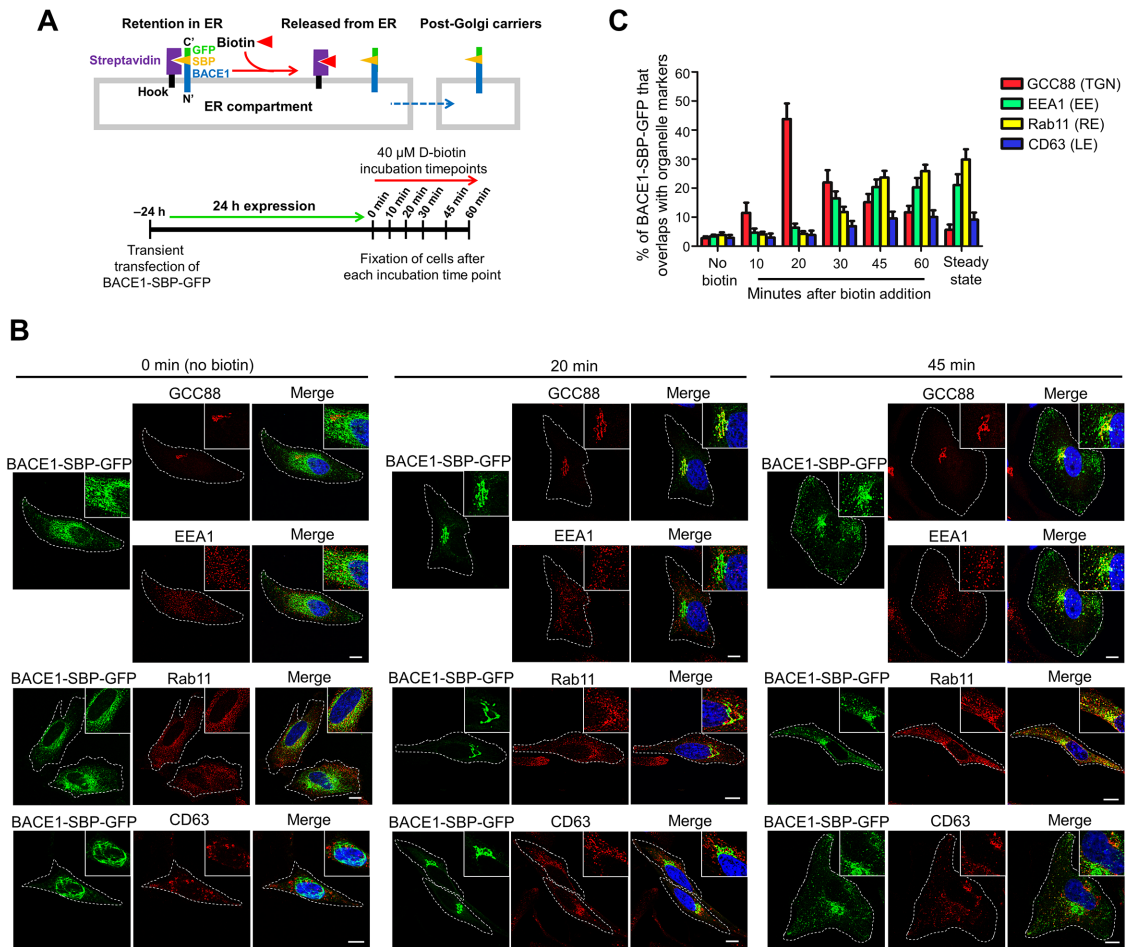 A
Retention in ER
Released from ER
Post-Golgi carriers
C'
Biotin
GFP
Streptavidin
SBP
BACE1
Hook
N'
ER compartment
40 µM D-biotin
incubation timepoints
–24 h
24 h expression
0 min
10 min
20 min
30 min
45 min
60 min
Transient
transfection of
BACE1-SBP-GFP
Fixation of cells after
each incubation time point
C
% of BACE1-SBP-GFP that
overlaps with organelle markers
60
50
40
30
20
10
0
GCC88 (TGN)
EEA1 (EE)
Rab11 (RE)
CD63 (LE)
No
biotin
10
20
30
45
60
Steady
state
Minutes after biotin addition
B
0 min (no biotin)
GCC88
Merge
BACE1-SBP-GFP
EEA1
Merge
BACE1-SBP-GFP
Rab11
Merge
BACE1-SBP-GFP
CD63
Merge
20 min
GCC88
Merge
BACE1-SBP-GFP
EEA1
Merge
BACE1-SBP-GFP
Rab11
Merge
BACE1-SBP-GFP
CD63
Merge
45 min
GCC88
Merge
BACE1-SBP-GFP
EEA1
Merge
BACE1-SBP-GFP
Rab11
Merge
BACE1-SBP-GFP
CD63
Merge